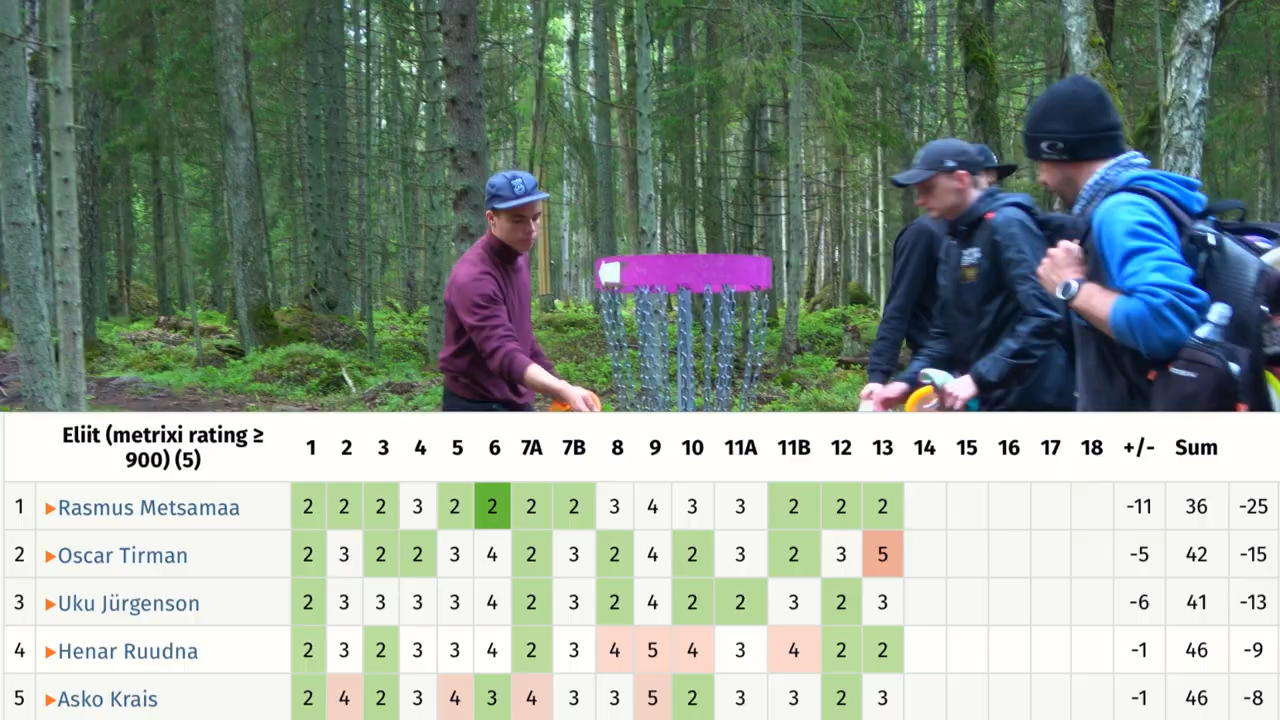 Eliit (metrixi rating ≥ 900) (5) 1 2 3 4 5 6 7A 7B 8 9 10 11A 11B 12 13 14 15 16 17 18 +/- Sum
1 Rasmus Metsamaa 2 2 2 3 2 2 2 2 3 4 3 3 2 2 2 -11 36 -25
2 Oscar Tirman 2 3 2 2 3 4 2 3 2 4 2 3 2 3 5 -5 42 -15
3 Uku Jürgenson 2 3 3 3 3 4 2 3 2 4 2 2 3 2 3 -6 41 -13
4 Henar Ruudna 2 3 2 3 3 4 2 3 4 5 4 3 4 2 2 -1 46 -9
5 Asko Krais 2 4 2 3 4 3 4 3 3 5 2 3 3 2 3 -1 46 -8